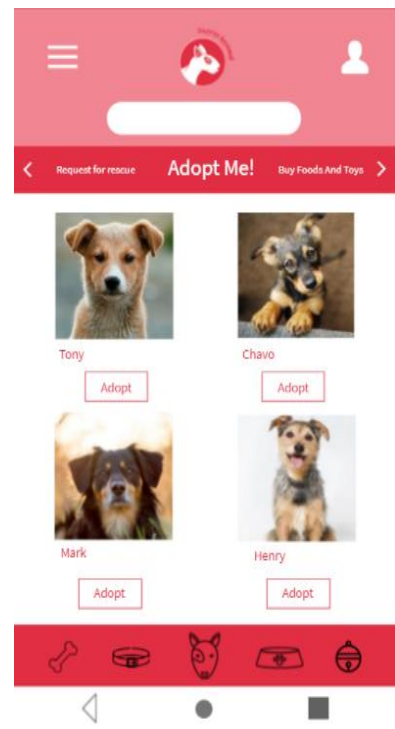 Request for rescue Adopt Me! Buy Foods And Toys
Tony Chavo
Adopt Adopt
Mark Henry
Adopt Adopt